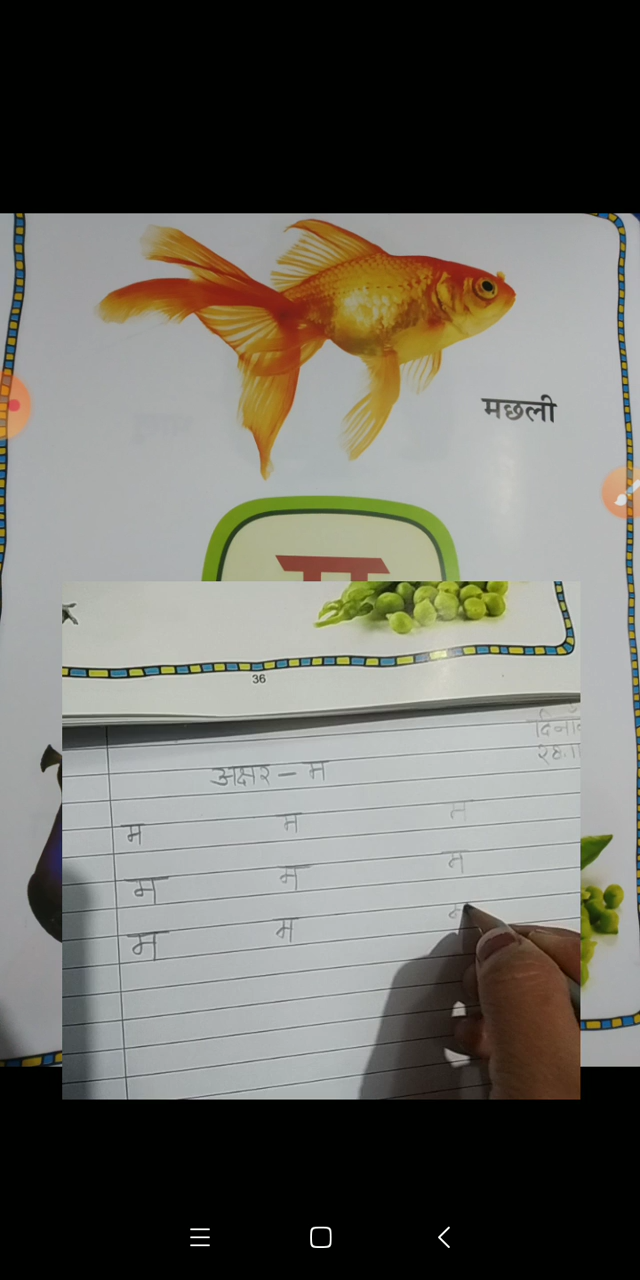 मछली
36
अक्षर – म
म म म
म म म
म म